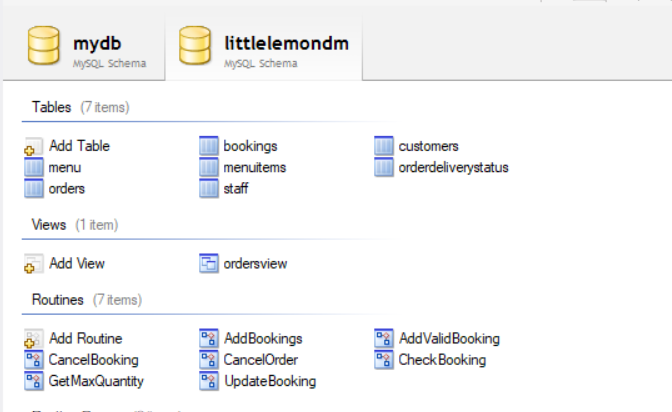 mydb
MySQL Schema
littlelemondm
MySQL Schema
Tables (7 items)
Add Table bookings customers
menu menuitems orderdeliverystatus
orders staff
Views (1 item)
Add View ordersview
Routines (7 items)
Add Routine AddBookings AddValidBooking
CancelBooking CancelOrder CheckBooking
GetMaxQuantity UpdateBooking